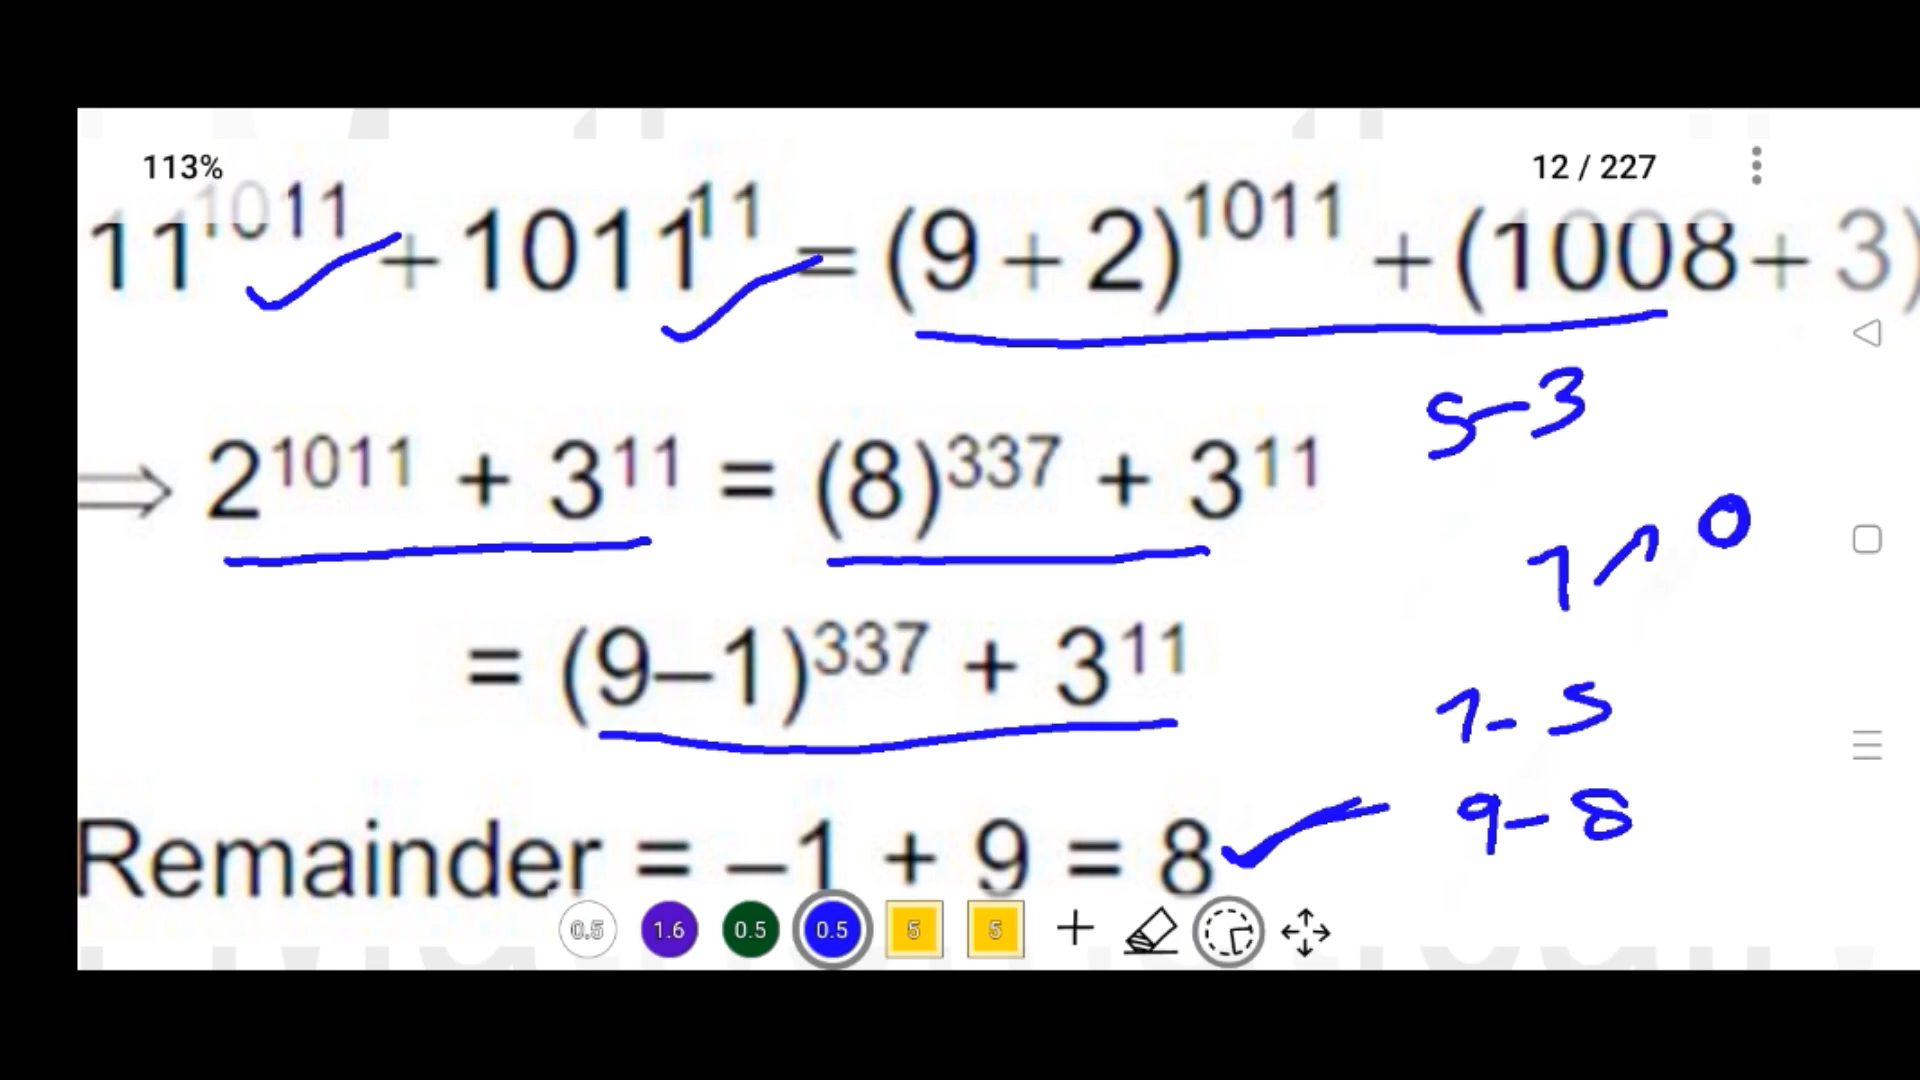 113%
12 / 227
11^1011 + 1011^11 = (9 + 2)^1011 + (1008 + 3)
5-3
⇒ 2^1011 + 3^11 = (8)^337 + 3^11
0
= (9–1)^337 + 3^11
1- 5
9- 8
Remainder = –1 + 9 = 8
0.5 1.6 0.5 0.5 5 5